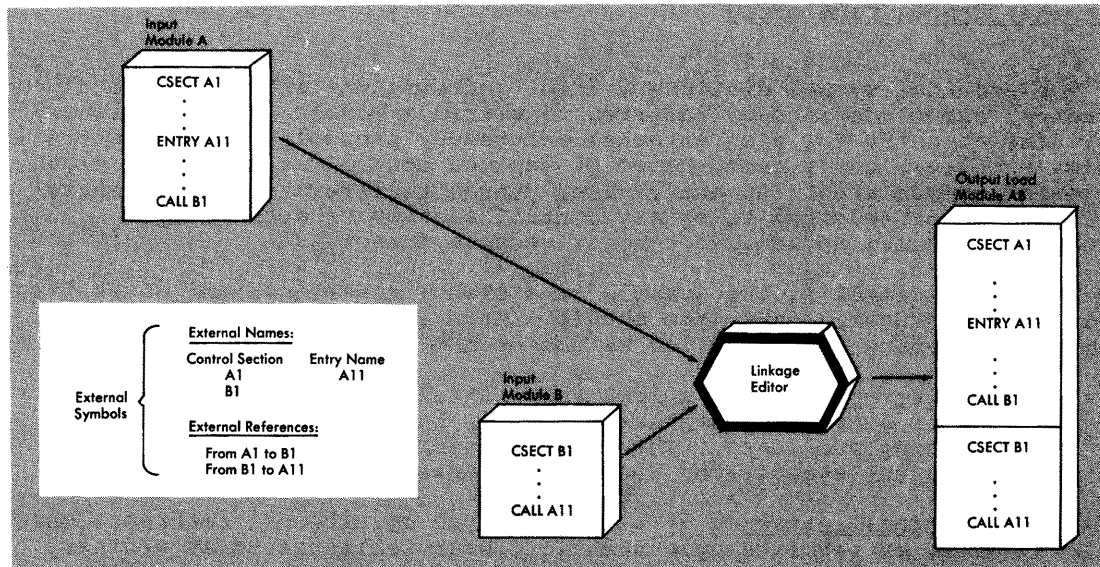 Input
Module A
CSECT A1
.
.
.
ENTRY A11
.
.
.
CALL B1
External Symbols
External Names:
Control Section Entry Name
A1 A11
B1
External References:
From A1 to B1
From B1 to A11
Input
Module B
CSECT B1
.
.
.
CALL A11
Linkage
Editor
Output Load
Module AB
CSECT A1
.
.
.
ENTRY A11
.
.
.
CALL B1
CSECT B1
.
.
.
CALL A11